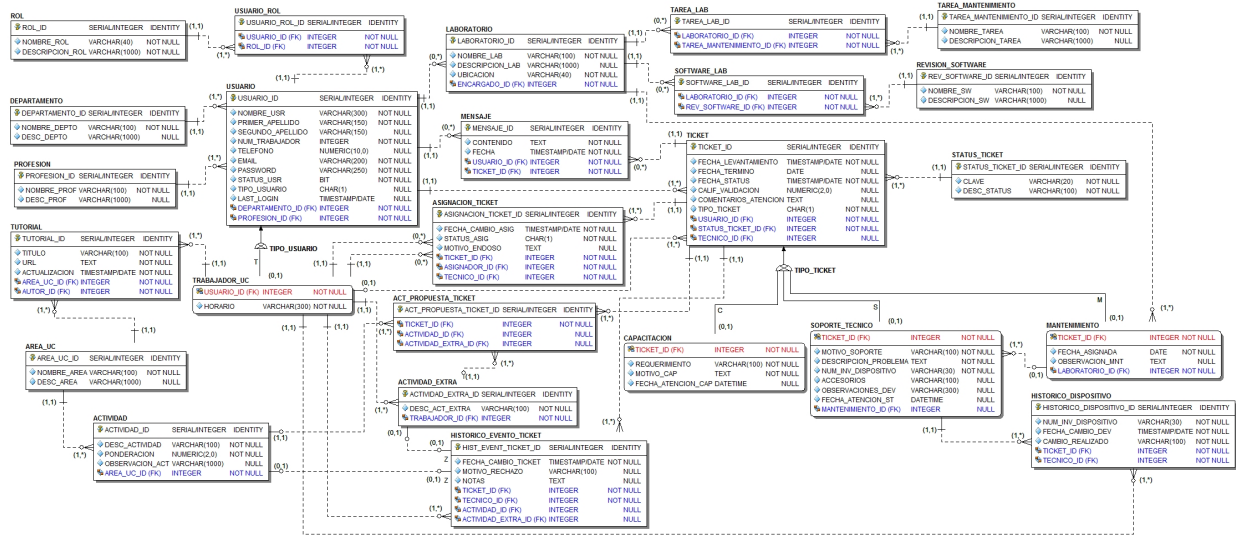 ROL
ROL_ID SERIAL/INTEGER IDENTITY
NOMBRE_ROL VARCHAR(40) NOT NULL
DESCRIPCION_ROL VARCHAR(1000) NULL
USUARIO_ROL
USUARIO_ROL_ID SERIAL/INTEGER IDENTITY
USUARIO_ID (FK) INTEGER NOT NULL
ROL_ID (FK) INTEGER NOT NULL
LABORATORIO
LABORATORIO_ID SERIAL/INTEGER IDENTITY
NOMBRE_LAB VARCHAR(100) NOT NULL
DESCRIPCION_LAB VARCHAR(1000) NULL
UBICACION VARCHAR(40) NOT NULL
ENCARGADO_ID (FK) INTEGER NOT NULL
TAREA_LAB
TAREA_LAB_ID SERIAL/INTEGER IDENTITY
LABORATORIO_ID (FK) INTEGER NOT NULL
TAREA_MANTENIMIENTO_ID (FK) INTEGER NOT NULL
TAREA_MANTENIMIENTO
TAREA_MANTENIMIENTO_ID SERIAL/INTEGER IDENTITY
NOMBRE_TAREA VARCHAR(100) NOT NULL
DESCRIPCION_TAREA VARCHAR(1000) NULL
SOFTWARE_LAB
SOFTWARE_LAB_ID SERIAL/INTEGER IDENTITY
LABORATORIO_ID (FK) INTEGER NOT NULL
REV_SOFTWARE_ID (FK) INTEGER NOT NULL
REVISION_SOFTWARE
REV_SOFTWARE_ID SERIAL/INTEGER IDENTITY
NOMBRE_SW VARCHAR(100) NOT NULL
DESCRIPCION_SW VARCHAR(1000) NULL
DEPARTAMENTO
DEPARTAMENTO_ID SERIAL/INTEGER IDENTITY
NOMBRE_DEPTO VARCHAR(100) NOT NULL
DESC_DEPTO VARCHAR(1000) NULL
USUARIO
USUARIO_ID SERIAL/INTEGER IDENTITY
NOMBRE_USR VARCHAR(300) NOT NULL
PRIMER_APELLIDO VARCHAR(150) NOT NULL
SEGUNDO_APELLIDO VARCHAR(150) NULL
NUM_TRABAJADOR INTEGER NOT NULL
TELEFONO NUMERIC(10,0) NULL
EMAIL VARCHAR(200) NOT NULL
PASSWORD VARCHAR(250) NOT NULL
STATUS_USR BIT NOT NULL
TIPO_USUARIO CHAR(1) NULL
LAST_LOGIN TIMESTAMP/DATE NULL
DEPARTAMENTO_ID (FK) INTEGER NOT NULL
PROFESION_ID (FK) INTEGER NOT NULL
MENSAJE
MENSAJE_ID SERIAL/INTEGER IDENTITY
CONTENIDO TEXT NOT NULL
FECHA TIMESTAMP/DATE NOT NULL
USUARIO_ID (FK) INTEGER NOT NULL
TICKET_ID (FK) INTEGER NOT NULL
TICKET
TICKET_ID SERIAL/INTEGER IDENTITY
FECHA_LEVANTAMIENTO TIMESTAMP/DATE NOT NULL
FECHA_TERMINO DATE NULL
FECHA_STATUS TIMESTAMP/DATE NOT NULL
CALIF_VALIDACION NUMERIC(2,0) NULL
COMENTARIOS_ATENCION TEXT NULL
TIPO_TICKET CHAR(1) NOT NULL
USUARIO_ID (FK) INTEGER NOT NULL
STATUS_TICKET_ID (FK) INTEGER NOT NULL
TECNICO_ID (FK) INTEGER NULL
STATUS_TICKET
STATUS_TICKET_ID SERIAL/INTEGER IDENTITY
CLAVE VARCHAR(20) NOT NULL
DESC_STATUS VARCHAR(100) NOT NULL
PROFESION
PROFESION_ID SERIAL/INTEGER IDENTITY
NOMBRE_PROF VARCHAR(100) NOT NULL
DESC_PROF VARCHAR(1000) NULL
ASIGNACION_TICKET
ASIGNACION_TICKET_ID SERIAL/INTEGER IDENTITY
FECHA_CAMBIO_ASIG TIMESTAMP/DATE NOT NULL
STATUS_ASIG CHAR(1) NOT NULL
MOTIVO_ENDOSO TEXT NULL
TICKET_ID (FK) INTEGER NOT NULL
ASIGNADOR_ID (FK) INTEGER NOT NULL
TECNICO_ID (FK) INTEGER NOT NULL
TUTORIAL
TUTORIAL_ID SERIAL/INTEGER IDENTITY
TITULO VARCHAR(100) NOT NULL
URL TEXT NOT NULL
ACTUALIZACION TIMESTAMP/DATE NOT NULL
AREA_UC_ID (FK) INTEGER NOT NULL
AUTOR_ID (FK) INTEGER NOT NULL
TIPO_USUARIO
T
TRABAJADOR_UC
USUARIO_ID (FK) INTEGER NOT NULL
HORARIO VARCHAR(300) NOT NULL
ACT_PROPUESTA_TICKET
ACT_PROPUESTA_TICKET_ID SERIAL/INTEGER IDENTITY
TICKET_ID (FK) INTEGER NOT NULL
ACTIVIDAD_ID (FK) INTEGER NULL
ACTIVIDAD_EXTRA_ID (FK) INTEGER NULL
TIPO_TICKET
C
S
M
CAPACITACION
TICKET_ID (FK) INTEGER NOT NULL
REQUERIMIENTO VARCHAR(100) NOT NULL
MOTIVO_CAP TEXT NOT NULL
FECHA_ATENCION_CAP DATETIME NULL
SOPORTE_TECNICO
TICKET_ID (FK) INTEGER NOT NULL
MOTIVO_SOPORTE VARCHAR(100) NOT NULL
DESCRIPCION_PROBLEMA TEXT NOT NULL
NUM_INV_DISPOSITIVO VARCHAR(30) NOT NULL
ACCESORIOS VARCHAR(100) NULL
OBSERVACIONES_DEV VARCHAR(300) NULL
FECHA_ATENCION_ST DATETIME NULL
MANTENIMIENTO_ID (FK) INTEGER NULL
MANTENIMIENTO
TICKET_ID (FK) INTEGER NOT NULL
FECHA_ASIGNADA DATE NOT NULL
OBSERVACION_MNT TEXT NULL
LABORATORIO_ID (FK) INTEGER NOT NULL
AREA_UC
AREA_UC_ID SERIAL/INTEGER IDENTITY
NOMBRE_AREA VARCHAR(100) NOT NULL
DESC_AREA VARCHAR(1000) NULL
ACTIVIDAD_EXTRA
ACTIVIDAD_EXTRA_ID SERIAL/INTEGER IDENTITY
DESC_ACT_EXTRA VARCHAR(100) NOT NULL
TRABAJADOR_ID (FK) INTEGER NOT NULL
ACTIVIDAD
ACTIVIDAD_ID SERIAL/INTEGER IDENTITY
DESC_ACTIVIDAD VARCHAR(100) NOT NULL
PONDERACION NUMERIC(2,0) NOT NULL
OBSERVACION_ACT VARCHAR(1000) NULL
AREA_UC_ID (FK) INTEGER NOT NULL
HISTORICO_EVENTO_TICKET
HIST_EVENT_TICKET_ID SERIAL/INTEGER IDENTITY
FECHA_CAMBIO_TICKET TIMESTAMP/DATE NOT NULL
MOTIVO_RECHAZO VARCHAR(100) NULL
NOTAS TEXT NULL
TICKET_ID (FK) INTEGER NOT NULL
TECNICO_ID (FK) INTEGER NOT NULL
ACTIVIDAD_ID (FK) INTEGER NULL
ACTIVIDAD_EXTRA_ID (FK) INTEGER NULL
HISTORICO_DISPOSITIVO
HISTORICO_DISPOSITIVO_ID SERIAL/INTEGER IDENTITY
NUM_INV_DISPOSITIVO VARCHAR(30) NOT NULL
FECHA_CAMBIO_DEV TIMESTAMP/DATE NOT NULL
CAMBIO_REALIZADO VARCHAR(100) NOT NULL
TICKET_ID (FK) INTEGER NOT NULL
TECNICO_ID (FK) INTEGER NOT NULL